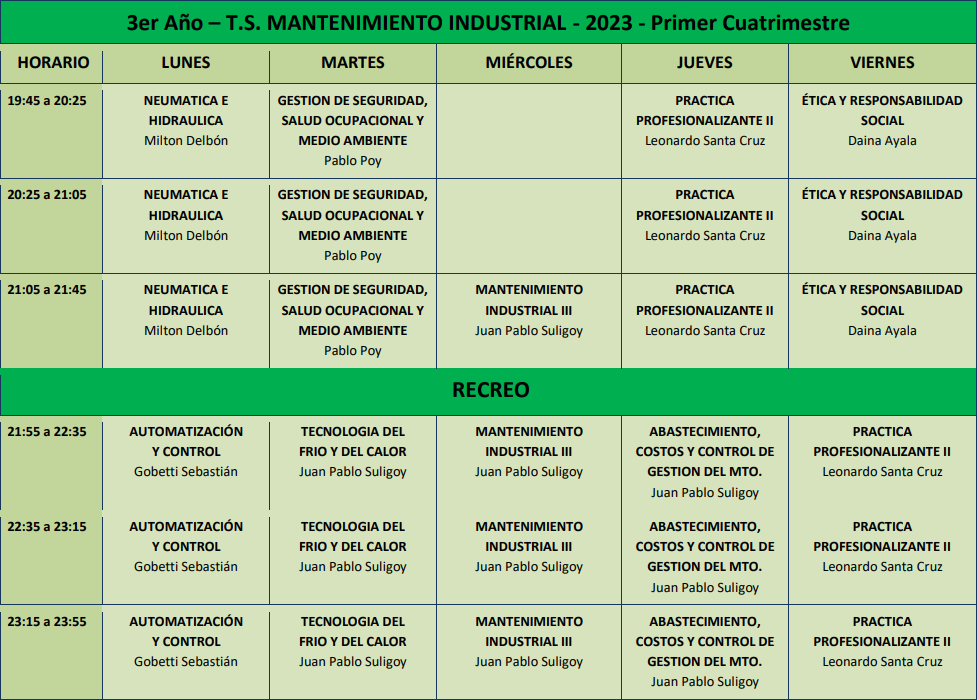 3er Año – T.S. MANTENIMIENTO INDUSTRIAL - 2023 - Primer Cuatrimestre
HORARIO LUNES MARTES MIÉRCOLES JUEVES VIERNES
19:45 a 20:25
NEUMATICA E
HIDRAULICA
Milton Delbón
GESTION DE SEGURIDAD,
SALUD OCUPACIONAL Y
MEDIO AMBIENTE
Pablo Poy
PRACTICA
PROFESIONALIZANTE II
Leonardo Santa Cruz
ÉTICA Y RESPONSABILIDAD
SOCIAL
Daina Ayala
20:25 a 21:05
NEUMATICA E
HIDRAULICA
Milton Delbón
GESTION DE SEGURIDAD,
SALUD OCUPACIONAL Y
MEDIO AMBIENTE
Pablo Poy
PRACTICA
PROFESIONALIZANTE II
Leonardo Santa Cruz
ÉTICA Y RESPONSABILIDAD
SOCIAL
Daina Ayala
21:05 a 21:45
NEUMATICA E
HIDRAULICA
Milton Delbón
GESTION DE SEGURIDAD,
SALUD OCUPACIONAL Y
MEDIO AMBIENTE
Pablo Poy
MANTENIMIENTO
INDUSTRIAL III
Juan Pablo Suligoy
PRACTICA
PROFESIONALIZANTE II
Leonardo Santa Cruz
ÉTICA Y RESPONSABILIDAD
SOCIAL
Daina Ayala
RECREO
21:55 a 22:35
AUTOMATIZACIÓN
Y CONTROL
Gobetti Sebastián
TECNOLOGIA DEL
FRIO Y DEL CALOR
Juan Pablo Suligoy
MANTENIMIENTO
INDUSTRIAL III
Juan Pablo Suligoy
ABASTECIMIENTO,
COSTOS Y CONTROL DE
GESTION DEL MTO.
Juan Pablo Suligoy
PRACTICA
PROFESIONALIZANTE II
Leonardo Santa Cruz
22:35 a 23:15
AUTOMATIZACIÓN
Y CONTROL
Gobetti Sebastián
TECNOLOGIA DEL
FRIO Y DEL CALOR
Juan Pablo Suligoy
MANTENIMIENTO
INDUSTRIAL III
Juan Pablo Suligoy
ABASTECIMIENTO,
COSTOS Y CONTROL DE
GESTION DEL MTO.
Juan Pablo Suligoy
PRACTICA
PROFESIONALIZANTE II
Leonardo Santa Cruz
23:15 a 23:55
AUTOMATIZACIÓN
Y CONTROL
Gobetti Sebastián
TECNOLOGIA DEL
FRIO Y DEL CALOR
Juan Pablo Suligoy
MANTENIMIENTO
INDUSTRIAL III
Juan Pablo Suligoy
ABASTECIMIENTO,
COSTOS Y CONTROL DE
GESTION DEL MTO.
Juan Pablo Suligoy
PRACTICA
PROFESIONALIZANTE II
Leonardo Santa Cruz